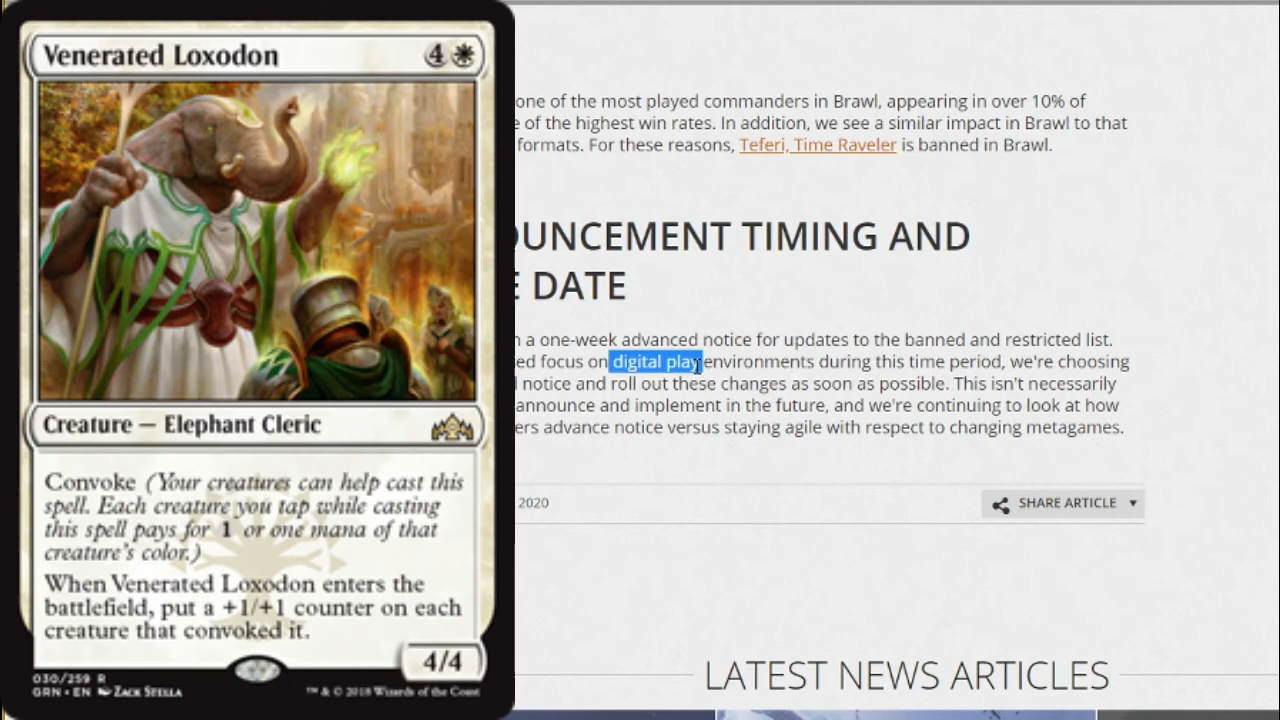 Venerated Loxodon 4
Creature — Elephant Cleric
Convoke (Your creatures can help cast this
spell. Each creature you tap while casting
this spell pays for 1 or one mana of that
creature's color.)
When Venerated Loxodon enters the
battlefield, put a +1/+1 counter on each
creature that convoked it.
4/4
030/259 R
GRN • EN Zack Stella
™ & © 2018 Wizards of the Coast
one of the most played commanders in Brawl, appearing in over 10% of
e of the highest win rates. In addition, we see a similar impact in Brawl to that
formats. For these reasons, Teferi, Time Raveler is banned in Brawl.
OUNCEMENT TIMING AND
E DATE
n a one-week advanced notice for updates to the banned and restricted list.
ed focus on digital play environments during this time period, we're choosing
l notice and roll out these changes as soon as possible. This isn't necessarily
announce and implement in the future, and we're continuing to look at how
ers advance notice versus staying agile with respect to changing metagames.
2020
SHARE ARTICLE
LATEST NEWS ARTICLES